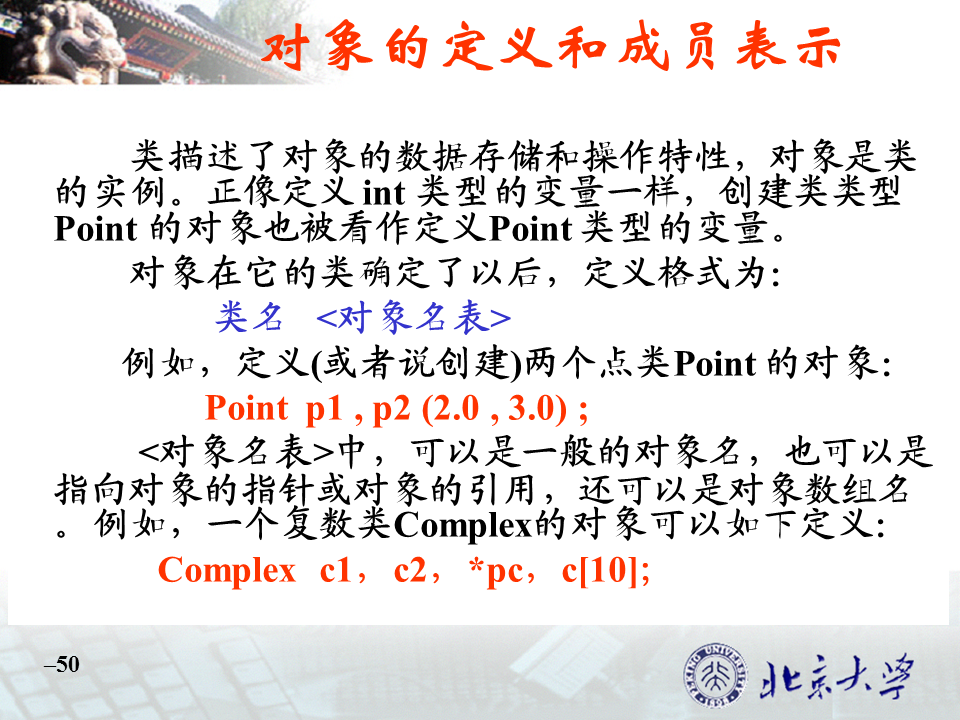 对象的定义和成员表示
类描述了对象的数据存储和操作特性，对象是类
的实例。正像定义 int 类型的变量一样，创建类类型
Point 的对象也被看作定义Point 类型的变量。
对象在它的类确定了以后，定义格式为:
类名 <对象名表>
例如，定义(或者说创建)两个点类Point 的对象:
Point p1 , p2 (2.0 , 3.0) ;
<对象名表>中，可以是一般的对象名，也可以是
指向对象的指针或对象的引用，还可以是对象数组名
。例如，一个复数类Complex的对象可以如下定义:
Complex c1， c2， *pc， c[10];
–50
PEKING UNIVERSITY
1898
北京大学